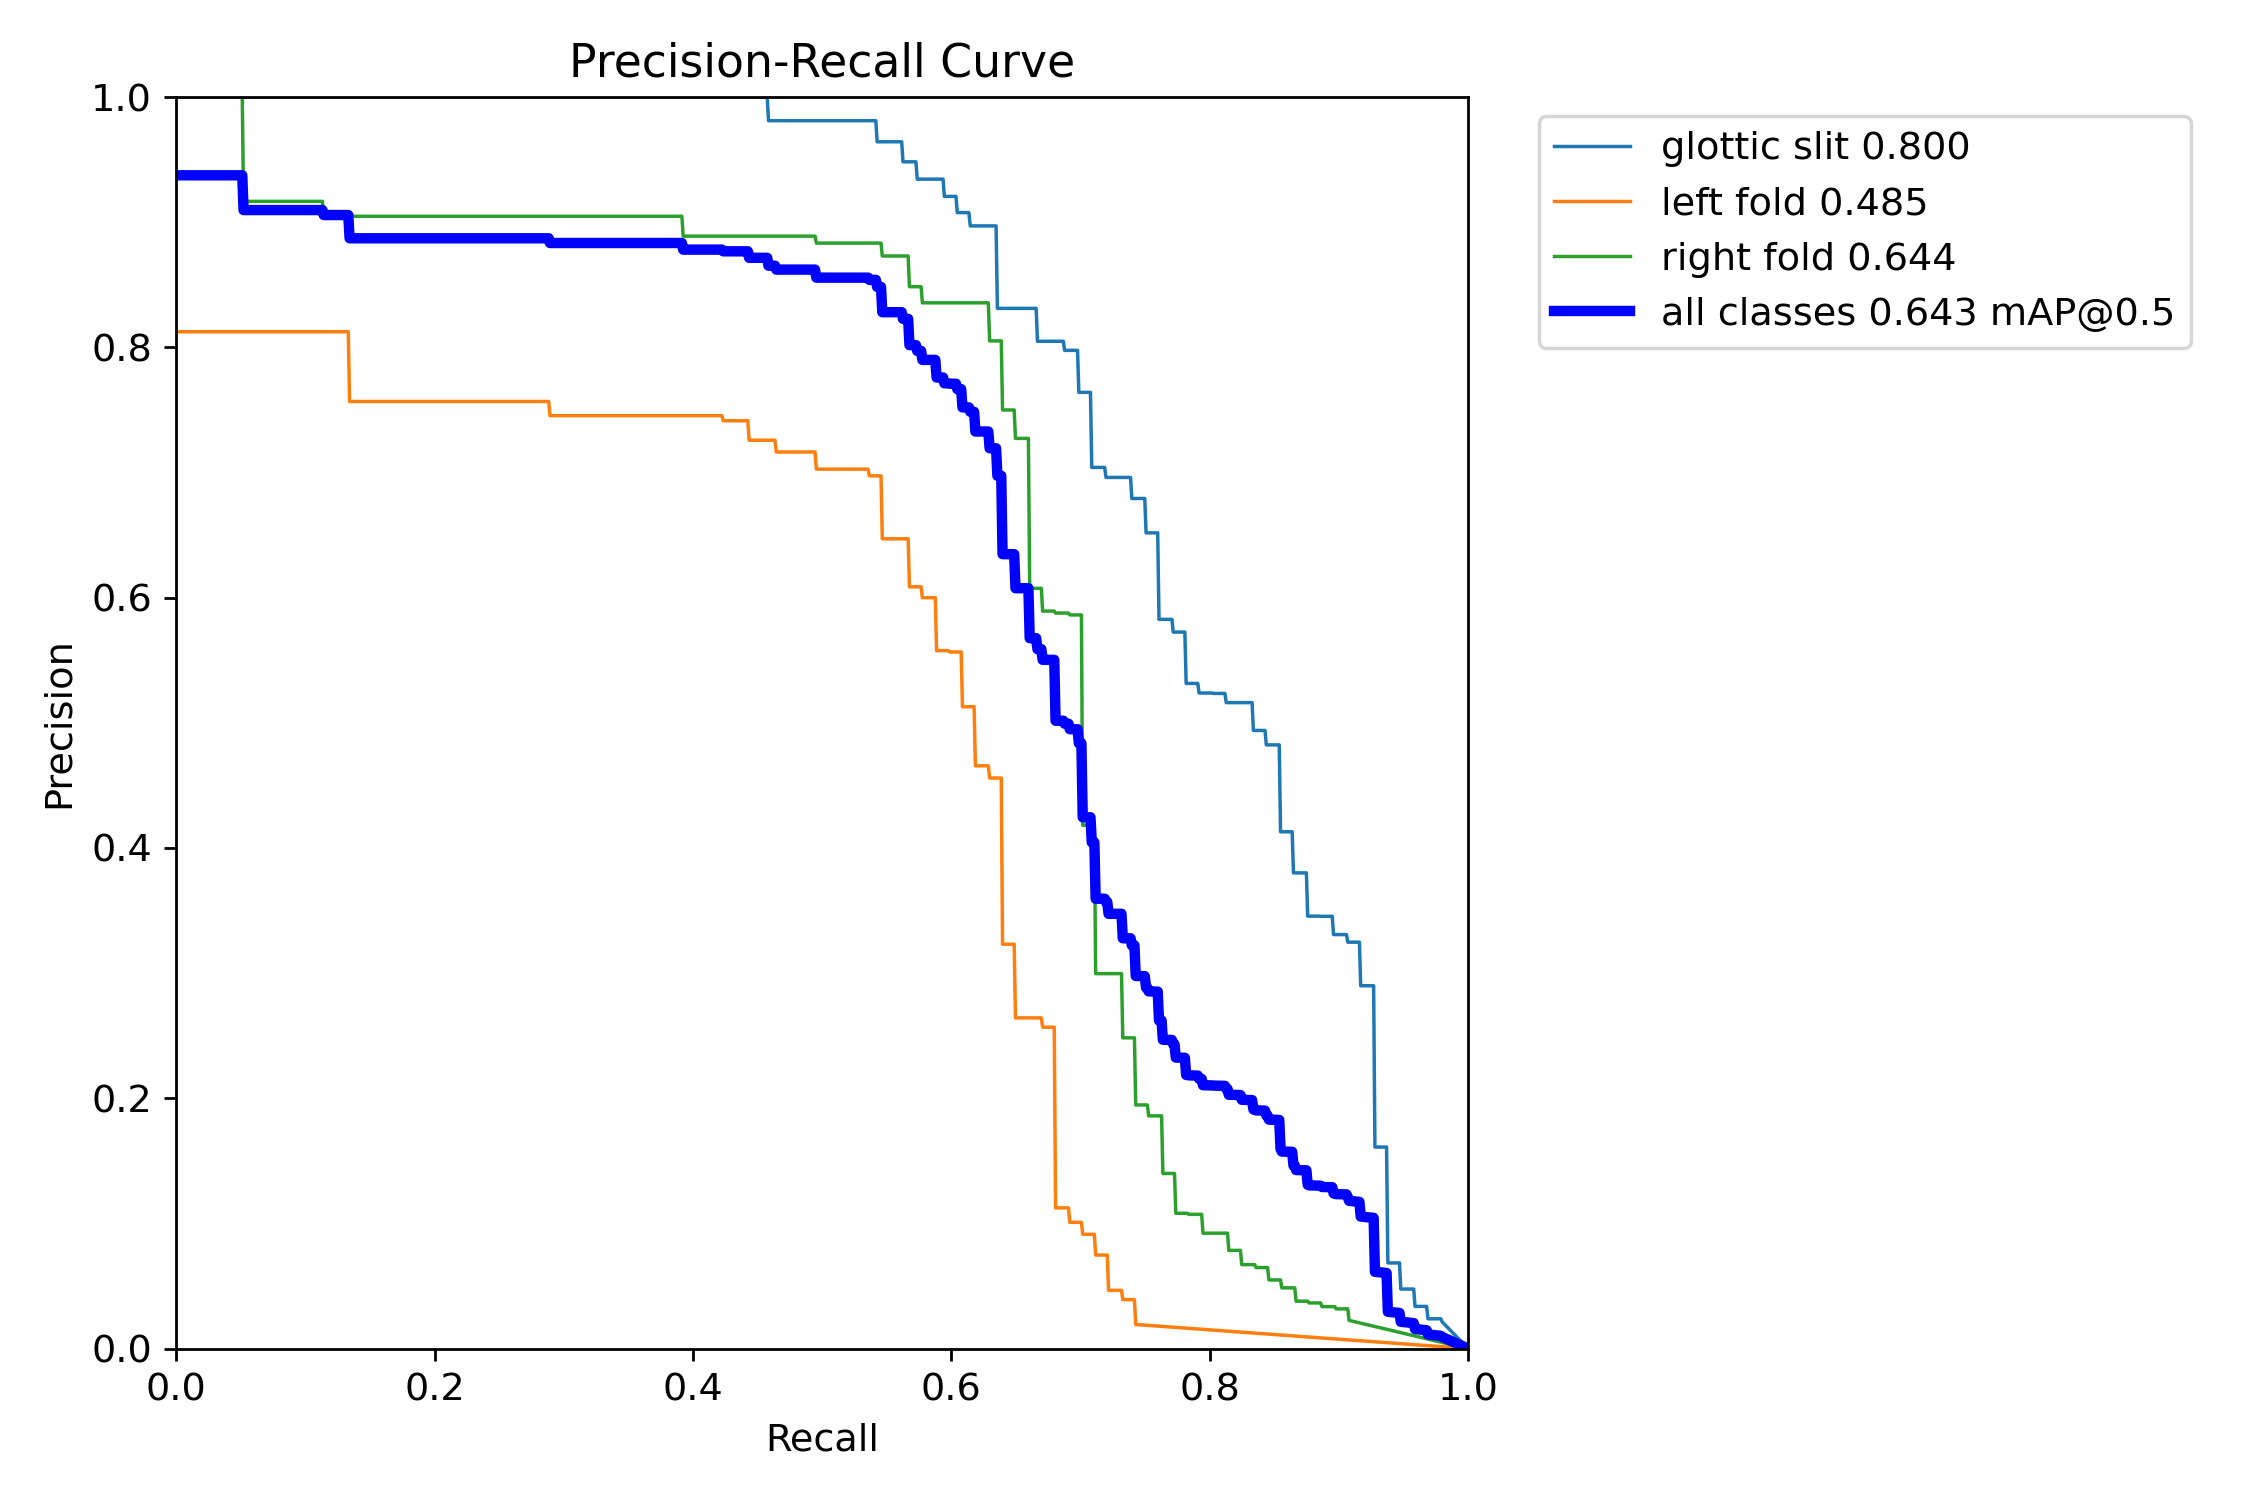 Precision-Recall Curve
1.0
0.8
0.6
0.4
0.2
0.0
Precision
0.0 0.2 0.4 0.6 0.8 1.0
Recall
glottic slit 0.800
left fold 0.485
right fold 0.644
all classes 0.643 mAP@0.5